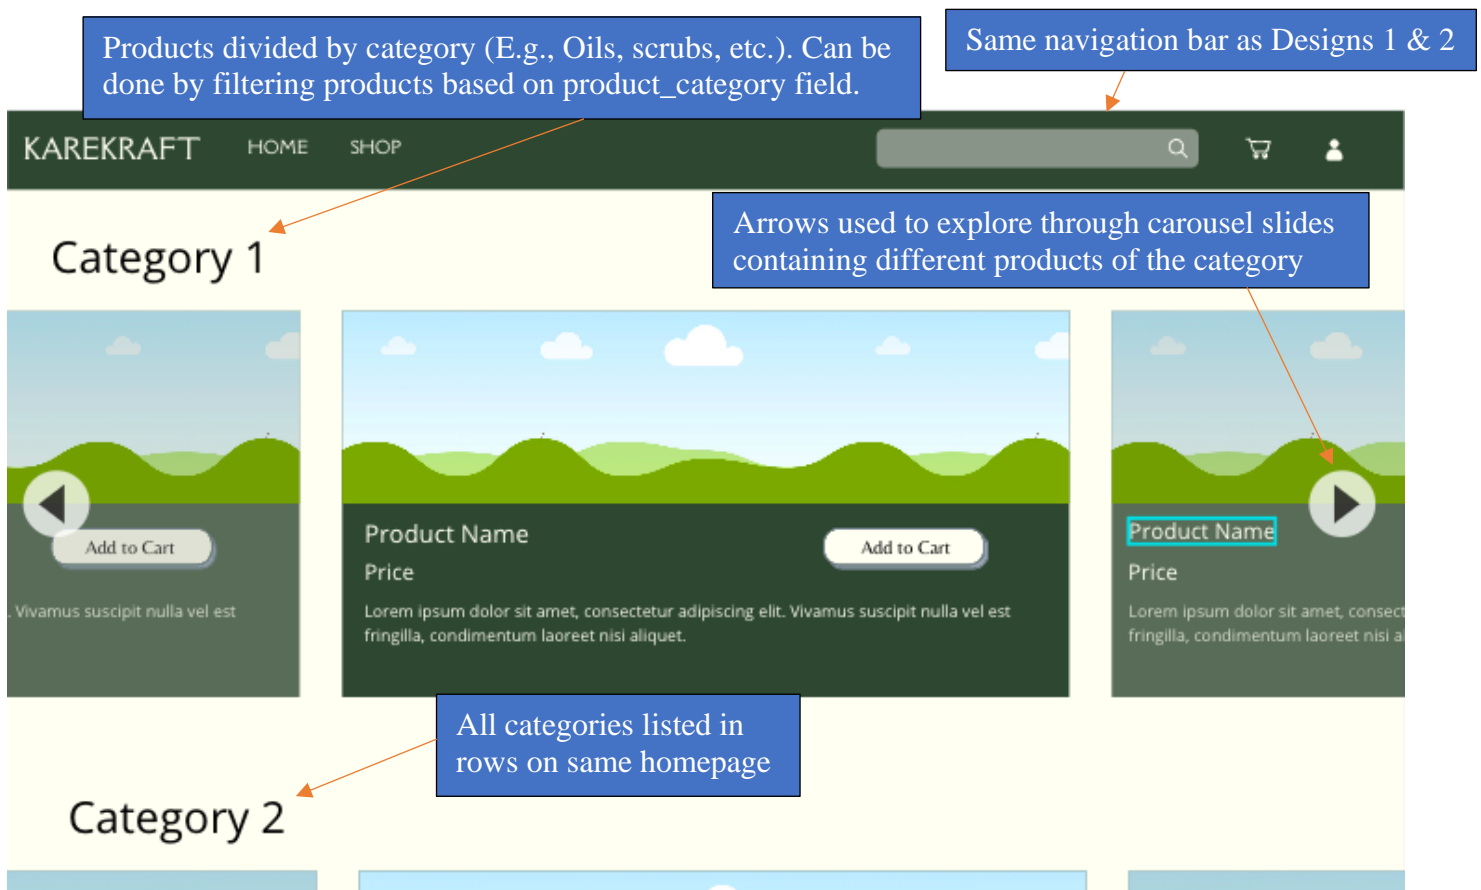 Products divided by category (E.g., Oils, scrubs, etc.). Can be
done by filtering products based on product_category field.
Same navigation bar as Designs 1 & 2
KAREKRAFT HOME SHOP
Category 1
Arrows used to explore through carousel slides
containing different products of the category
Add to Cart
. Vivamus suscipit nulla vel est
Product Name
Add to Cart
Price
Lorem ipsum dolor sit amet, consectetur adipiscing elit. Vivamus suscipit nulla vel est
fringilla, condimentum laoreet nisi aliquet.
Product Name
Price
Lorem ipsum dolor sit amet, consect
fringilla, condimentum laoreet nisi a
All categories listed in
rows on same homepage
Category 2